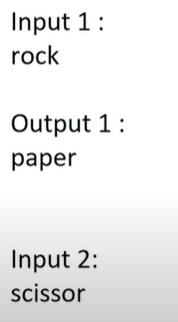 Input 1 :
rock
Output 1 :
paper
Input 2:
scissor